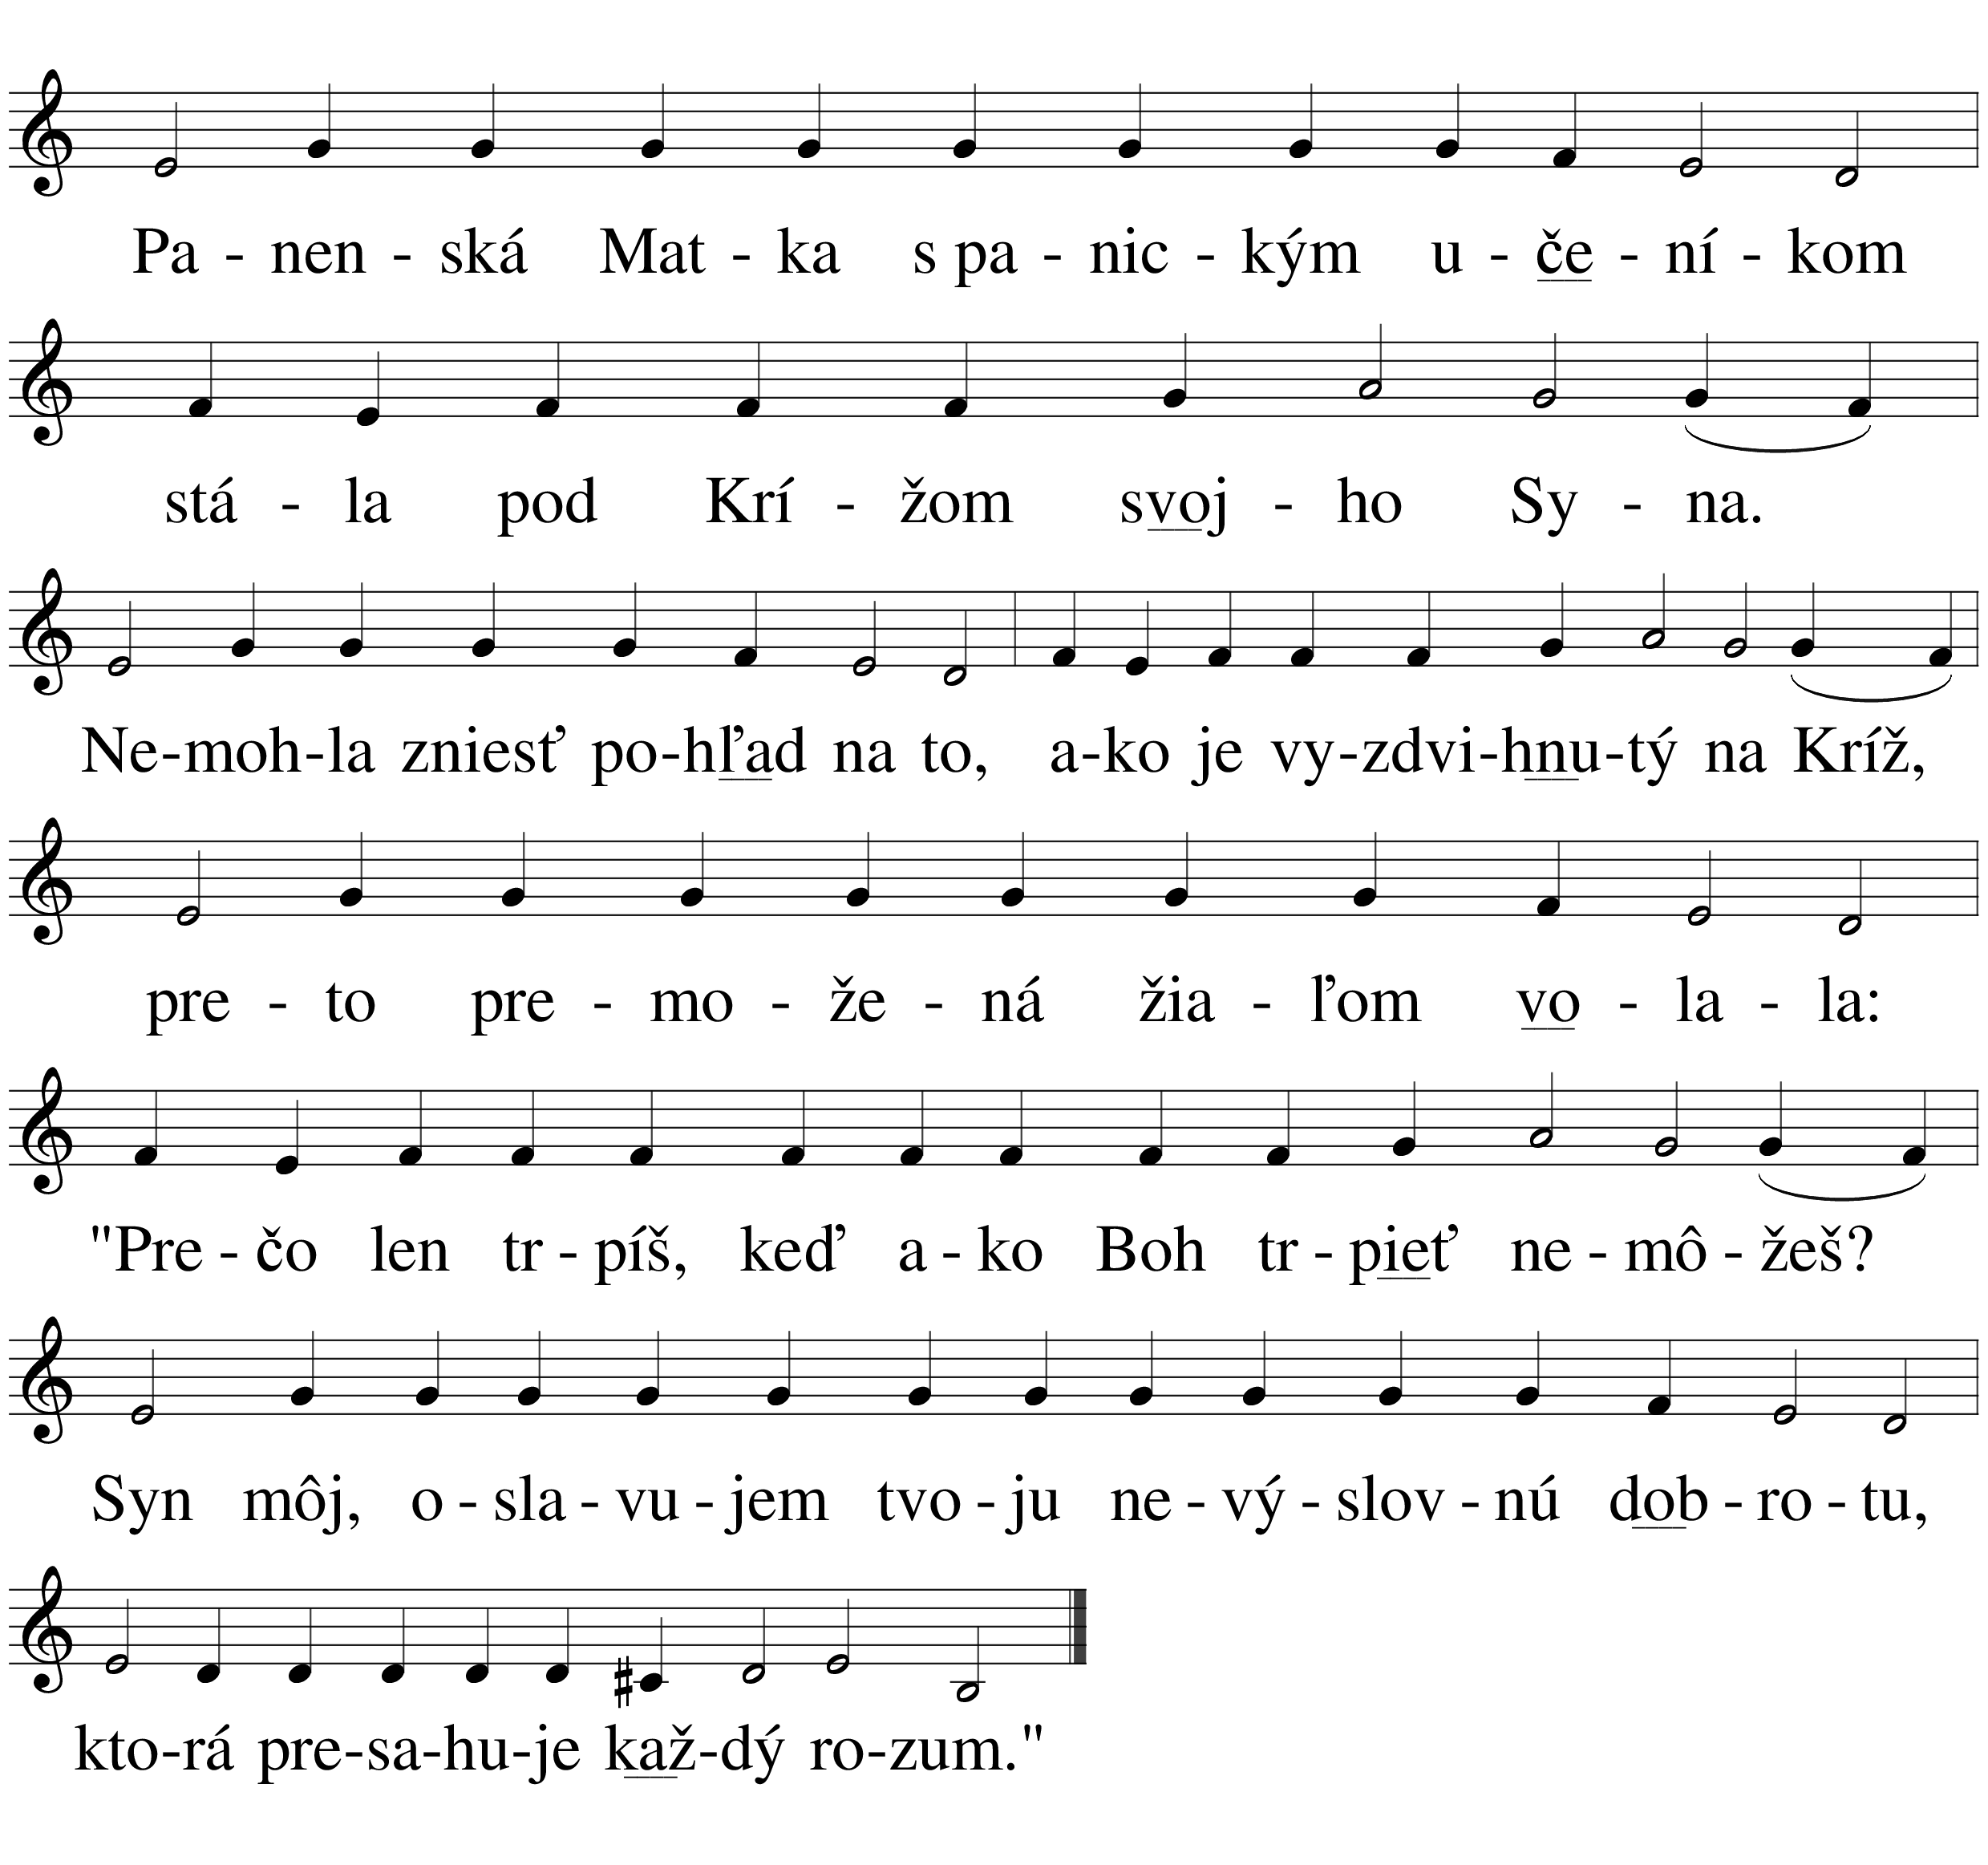 Pa - nen - ská Mat - ka s pa - nic - kým u - če - ní - kom
stá - la pod Krí - žom svoj - ho Sy - na.
Ne-moh-la zniesť po-hľad na to, a-ko je vy-zdvi-hnu-tý na Kríž,
pre - to pre - mo - že - ná žia - ľom vo - la - la:
"Pre - čo len tr - píš, keď a - ko Boh tr - pieť ne - mô - žeš?
Syn môj, o - sla - vu - jem tvo - ju ne - vý - slov - nú dob - ro - tu,
kto-rá pre-sa-hu-je kaž-dý ro-zum."